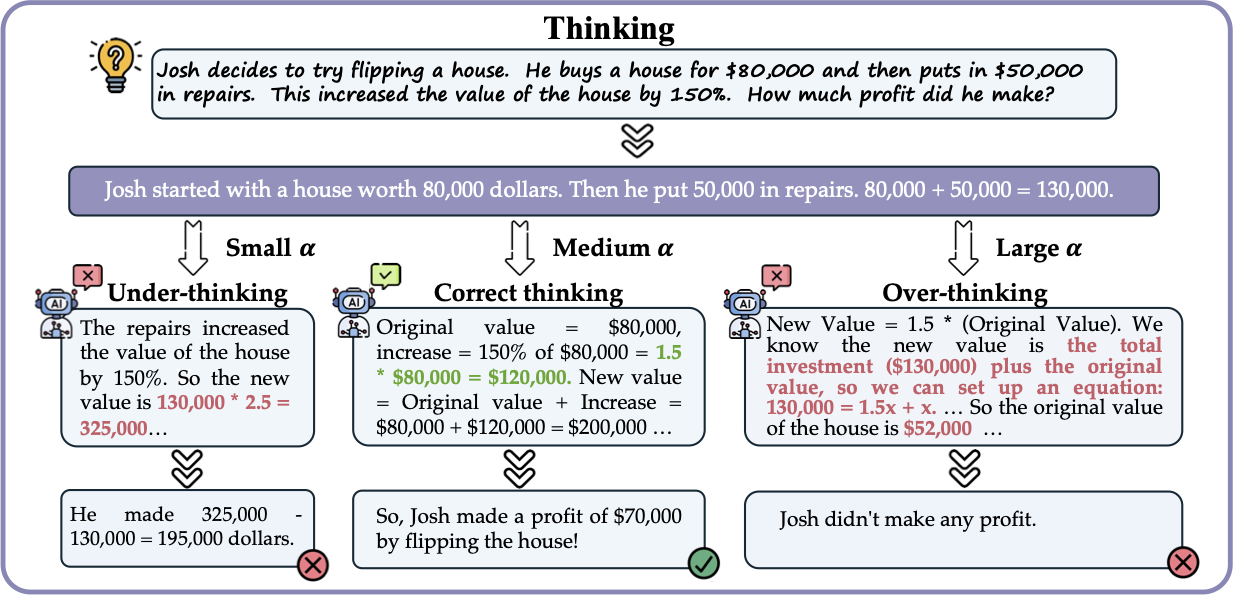 Thinking
Josh decides to try flipping a house. He buys a house for $80,000 and then puts in $50,000
in repairs. This increased the value of the house by 150%. How much profit did he make?
Josh started with a house worth 80,000 dollars. Then he put 50,000 in repairs. 80,000 + 50,000 = 130,000.
Small α
Medium α
Large α
AI
Under-thinking
The repairs increased
the value of the house
by 150%. So the new
value is 130,000 * 2.5 =
325,000…
He made 325,000 -
130,000 = 195,000 dollars.
AI
Correct thinking
Original value = $80,000,
increase = 150% of $80,000 = 1.5
* $80,000 = $120,000. New value
= Original value + Increase =
$80,000 + $120,000 = $200,000 …
So, Josh made a profit of $70,000
by flipping the house!
AI
Over-thinking
New Value = 1.5 * (Original Value). We
know the new value is the total
investment ($130,000) plus the original
value, so we can set up an equation:
130,000 = 1.5x + x. … So the original value
of the house is $52,000 …
Josh didn't make any profit.